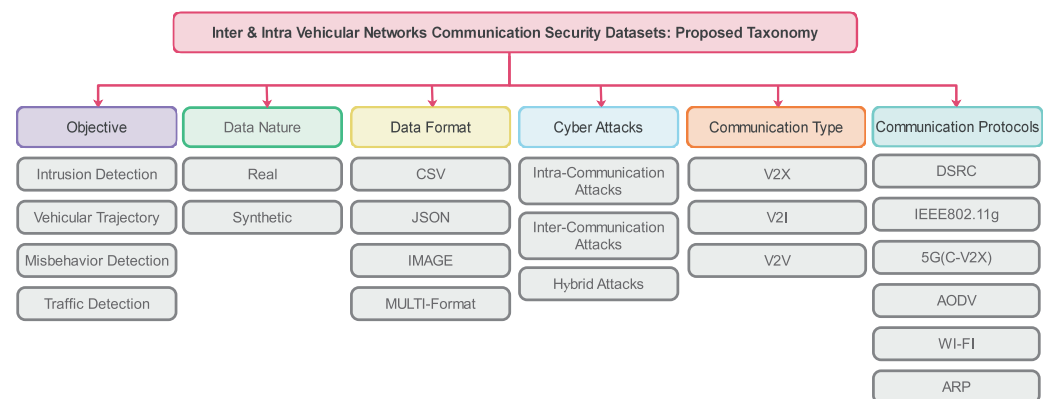 Inter & Intra Vehicular Networks Communication Security Datasets: Proposed Taxonomy
Objective
Intrusion Detection
Vehicular Trajectory
Misbehavior Detection
Traffic Detection
Data Nature
Real
Synthetic
Data Format
CSV
JSON
IMAGE
MULTI-Format
Cyber Attacks
Intra-Communication
Attacks
Inter-Communication
Attacks
Hybrid Attacks
Communication Type
V2X
V2I
V2V
Communication Protocols
DSRC
IEEE802.11g
5G(C-V2X)
AODV
WI-FI
ARP